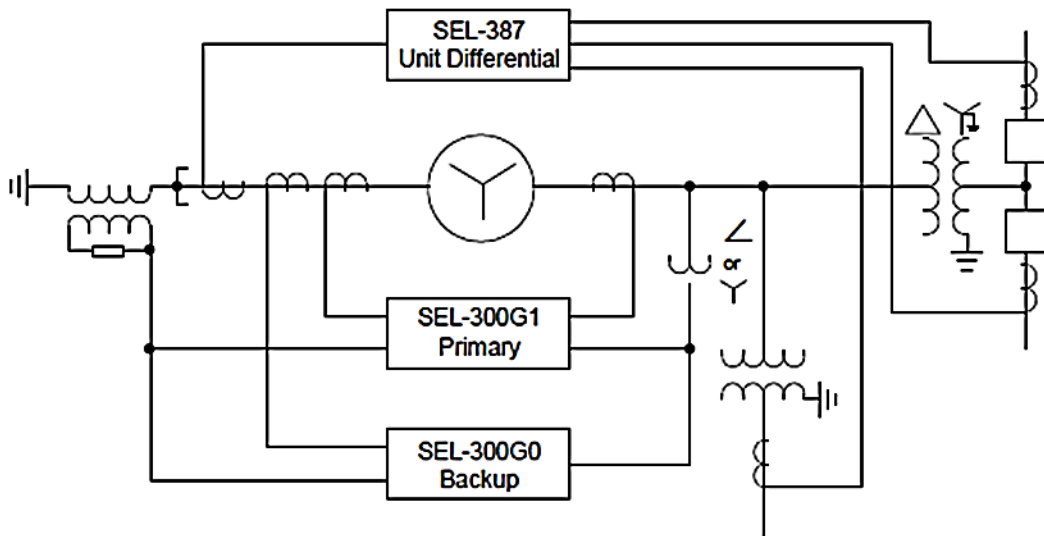 SEL-387
Unit Differential
or
SEL-300G1
Primary
SEL-300G0
Backup